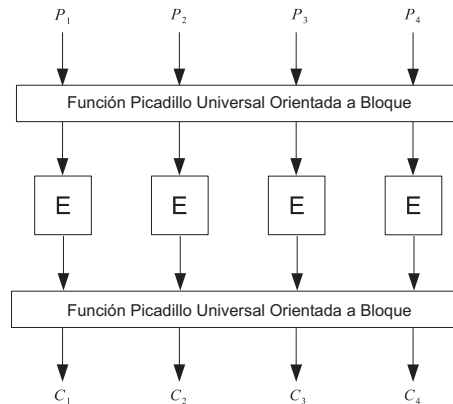 P1 P2 P3 P4
Función Picadillo Universal Orientada a Bloque
E E E E
Función Picadillo Universal Orientada a Bloque
C1 C2 C3 C4